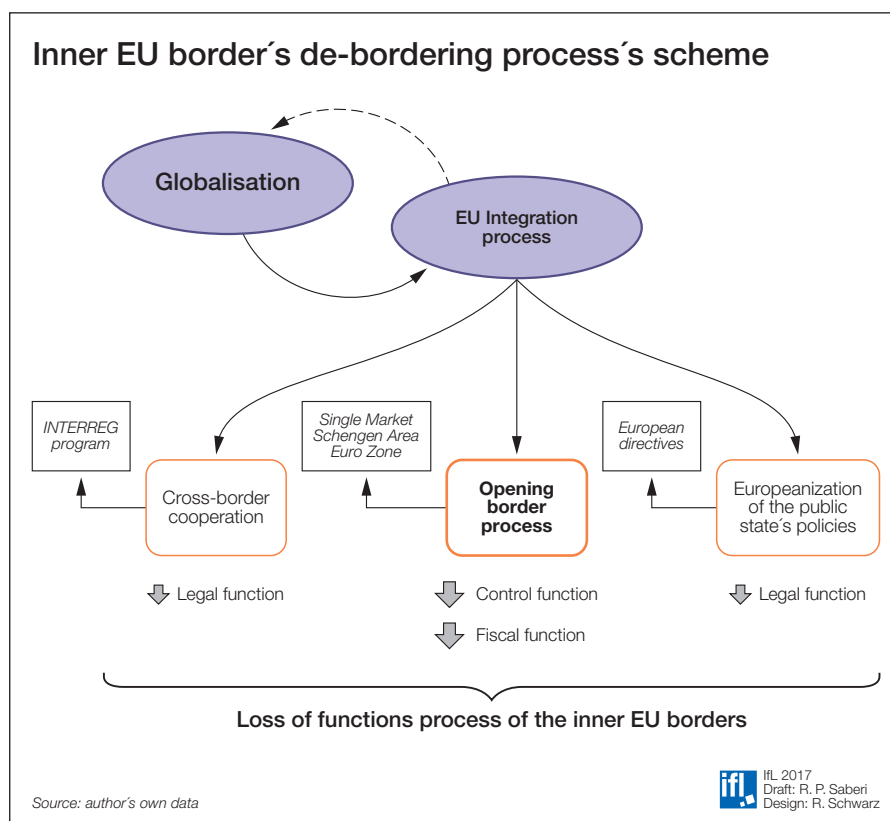 Inner EU border´s de-bordering process´s scheme
Globalisation
EU Integration
process
INTERREG
program
Single Market
Schengen Area
Euro Zone
European
directives
Cross-border
cooperation
Opening
border
process
Europeanization
of the public
state´s policies
Legal function
Control function
Legal function
Fiscal function
Loss of functions process of the inner EU borders
Source: author´s own data
ifl
IfL 2017
Draft: R. P. Saberi
Design: R. Schwarz